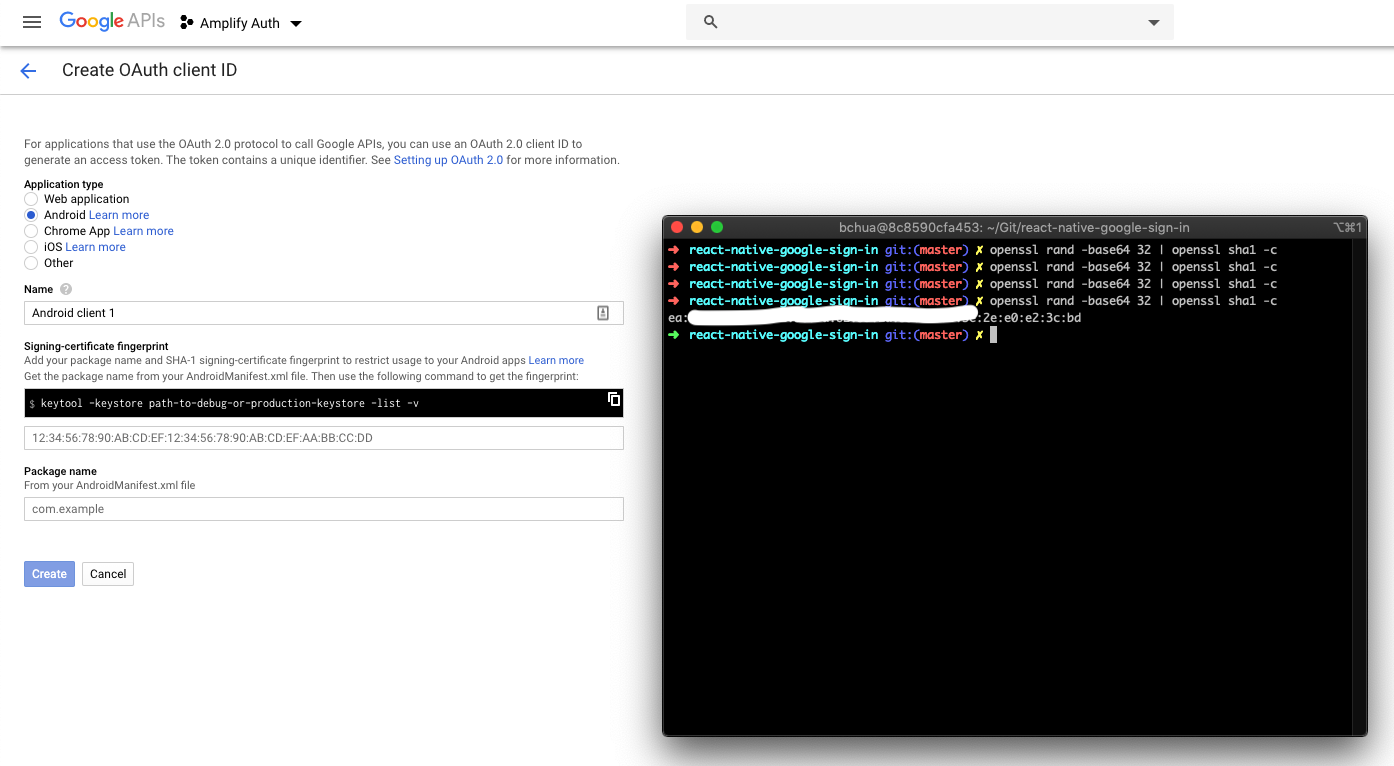 Google APIs Amplify Auth
Create OAuth client ID
For applications that use the OAuth 2.0 protocol to call Google APIs, you can use an OAuth 2.0 client ID to
generate an access token. The token contains a unique identifier. See Setting up OAuth 2.0 for more information.
Application type
Web application
Android Learn more
Chrome App Learn more
iOS Learn more
Other
Name ?
Android client 1
Signing-certificate fingerprint
Add your package name and SHA-1 signing-certificate fingerprint to restrict usage to your Android apps Learn more
Get the package name from your AndroidManifest.xml file. Then use the following command to get the fingerprint:
$ keytool -keystore path-to-debug-or-production-keystore -list -v
12:34:56:78:90:AB:CD:EF:12:34:56:78:90:AB:CD:EF:AA:BB:CC:DD
Package name
From your AndroidManifest.xml file
com.example
Create Cancel
bchua@8c8590cfa453: ~/Git/react-native-google-sign-in ⌥⌘1
➜ react-native-google-sign-in git:(master) ✗ openssl rand -base64 32 | openssl sha1 -c
➜ react-native-google-sign-in git:(master) ✗ openssl rand -base64 32 | openssl sha1 -c
➜ react-native-google-sign-in git:(master) ✗ openssl rand -base64 32 | openssl sha1 -c
➜ react-native-google-sign-in git:(master) ✗ openssl rand -base64 32 | openssl sha1 -c
ea: :2e:e0:e2:3c:bd
➜ react-native-google-sign-in git:(master) ✗